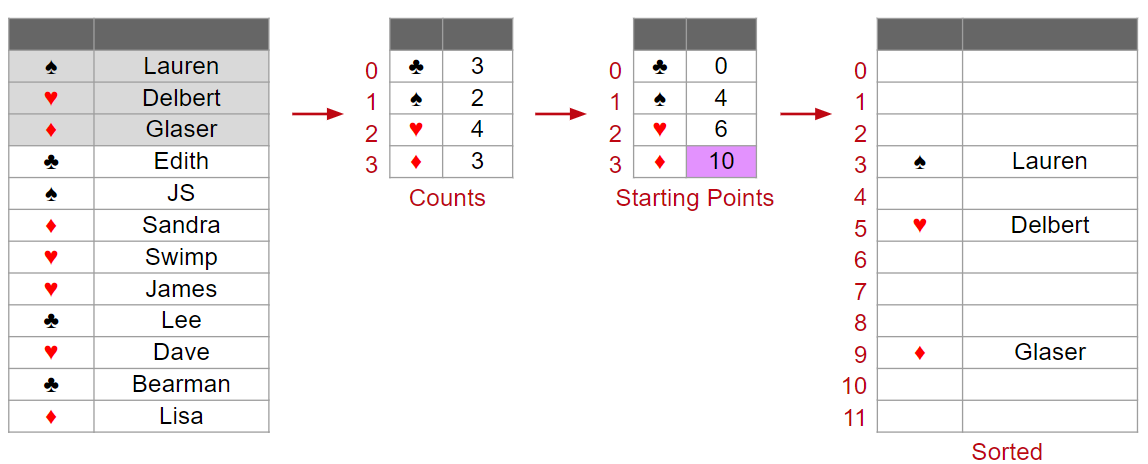 ♠ Lauren
♥ Delbert
♦ Glaser
♣ Edith
♠ JS
♦ Sandra
♥ Swimp
♥ James
♣ Lee
♥ Dave
♣ Bearman
♦ Lisa
0 ♣ 3
1 ♠ 2
2 ♥ 4
3 ♦ 3
Counts
0 ♣ 0
1 ♠ 4
2 ♥ 6
3 ♦ 10
Starting Points
0
1
2
3 ♠ Lauren
4
5 ♥ Delbert
6
7
8
9 ♦ Glaser
10
11
Sorted